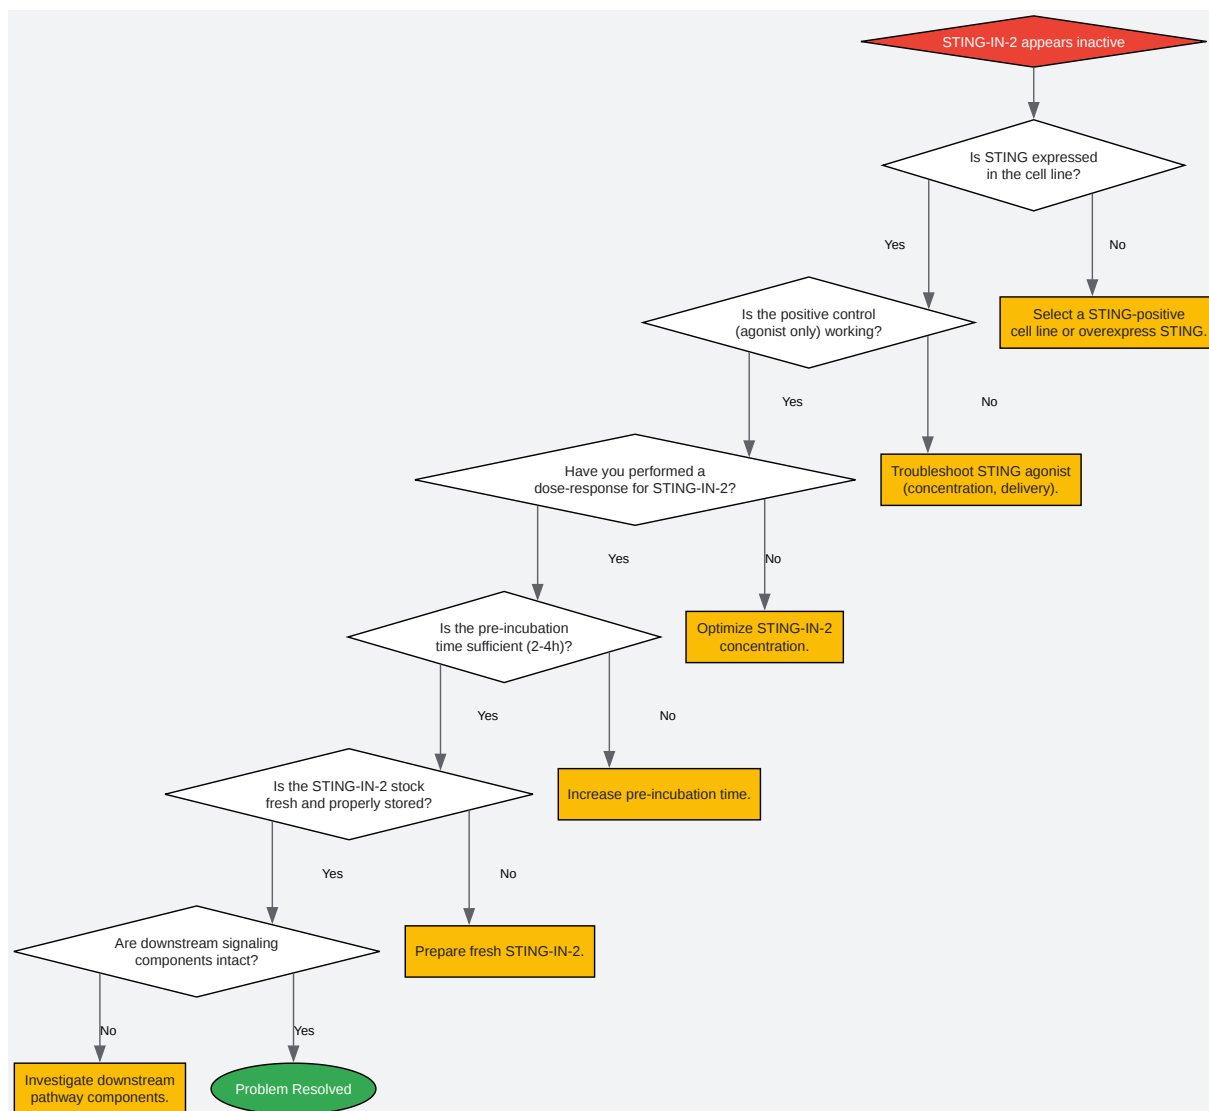 STING-IN-2 appears inactive
Is STING expressed
in the cell line?
Yes
No
Is the positive control
(agonist only) working?
Select a STING-positive
cell line or overexpress STING.
Yes
No
Have you performed a
dose-response for STING-IN-2?
Troubleshoot STING agonist
(concentration, delivery).
Yes
No
Is the pre-incubation
time sufficient (2-4h)?
Optimize STING-IN-2
concentration.
Yes
No
Is the STING-IN-2 stock
fresh and properly stored?
Increase pre-incubation time.
Yes
No
Are downstream signaling
components intact?
Prepare fresh STING-IN-2.
No
Yes
Investigate downstream
pathway components.
Problem Resolved